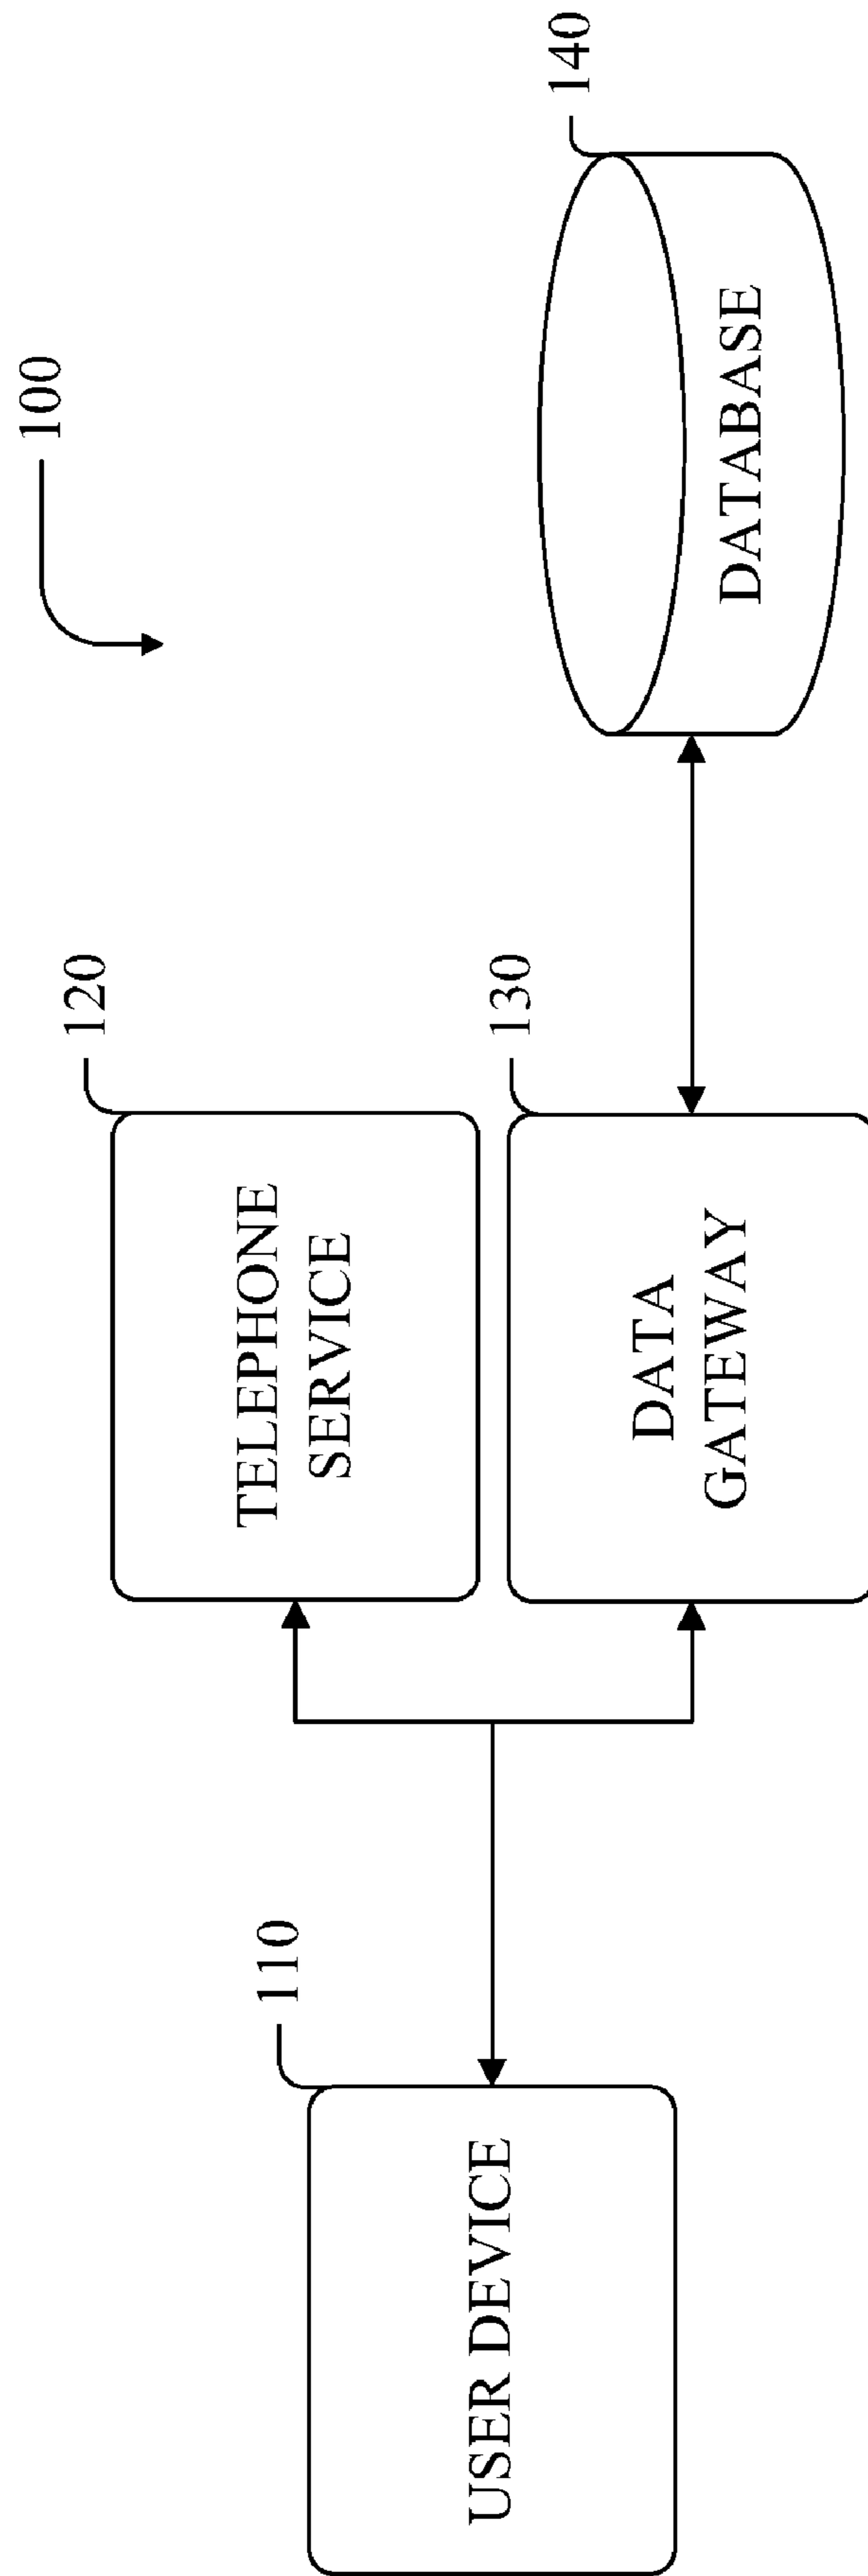 100
110
USER DEVICE
120
TELEPHONE
SERVICE
130
DATA
GATEWAY
140
DATABASE